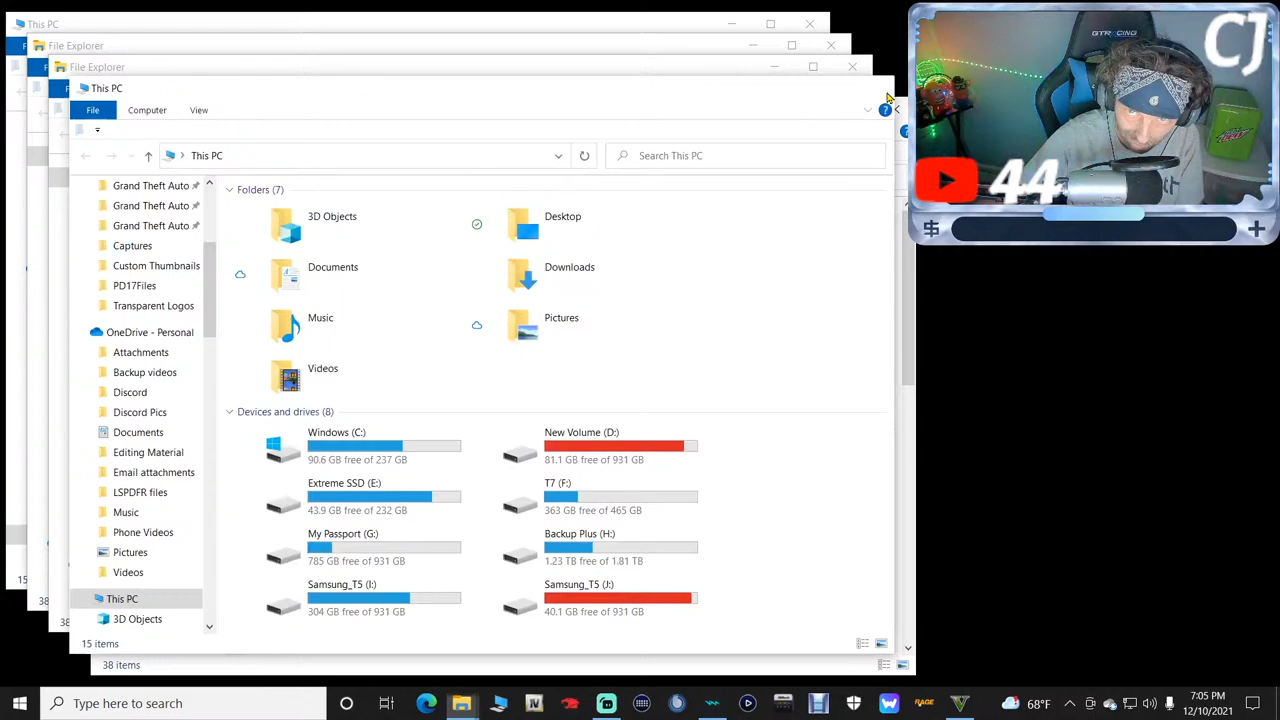 This PC
File Explorer
File Explorer
This PC
File
Computer
View
This PC
Search This PC
Grand Theft Auto
Grand Theft Auto
Grand Theft Auto
Captures
Custom Thumbnails
PD17Files
Transparent Logos
OneDrive - Personal
Attachments
Backup videos
Discord
Discord Pics
Documents
Editing Material
Email attachments
LSPDFR files
Music
Phone Videos
Pictures
Videos
This PC
3D Objects
Folders (7)
3D Objects
Desktop
Documents
Downloads
Music
Pictures
Videos
Devices and drives (8)
Windows (C:)
90.6 GB free of 237 GB
New Volume (D:)
81.1 GB free of 931 GB
Extreme SSD (E:)
43.9 GB free of 232 GB
T7 (F:)
363 GB free of 465 GB
My Passport (G:)
785 GB free of 931 GB
Backup Plus (H:)
1.23 TB free of 1.81 TB
Samsung_T5 (I:)
304 GB free of 931 GB
Samsung_T5 (J:)
40.1 GB free of 931 GB
15 items
38 items
15
38
38
GTRACING
CJ
44
$
+
Type here to search
RAGE
68°F
7:05 PM
12/10/2021